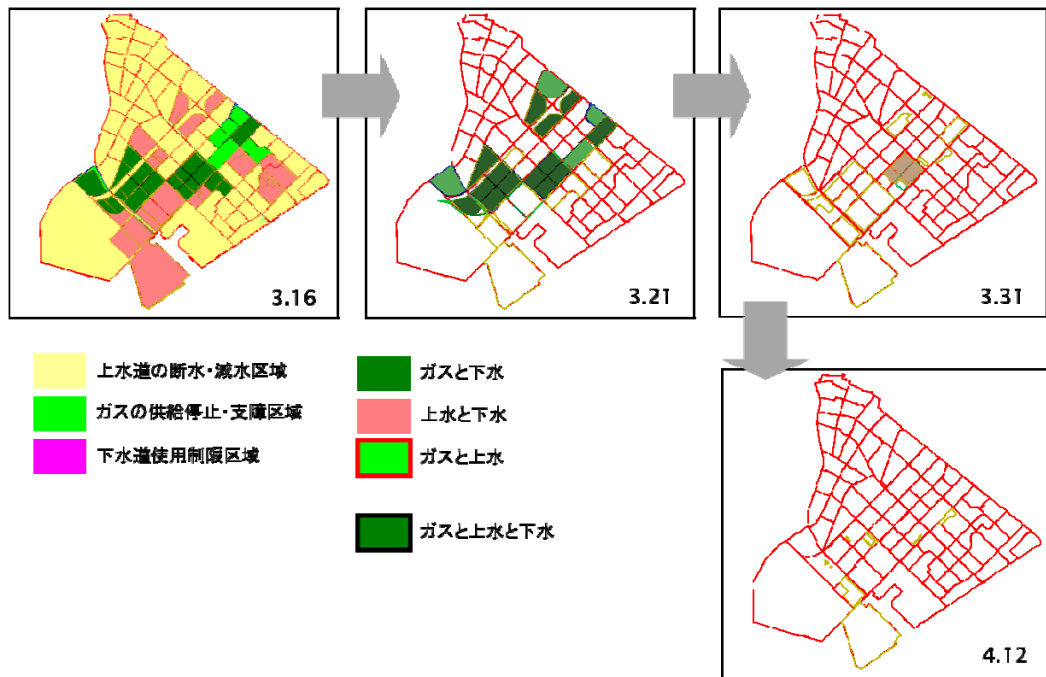 3.16
3.21
3.31
上水道の断水・減水区域
ガスの供給停止・支障区域
下水道使用制限区域
ガスと下水
上水と下水
ガスと上水
ガスと上水と下水
4.12